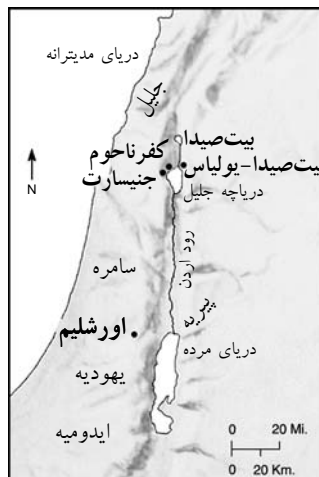 دریای مدیترانه
جلیل
بیت‌صیدا
کفرناحوم
یت‌صیدا-یولیاس
جنیسارت
دریاچه جلیل
N
رود اردن
سامره
پیریه
اورشلیم
دریای مرده
یهودیه
ایدومیه
0 20 Mi.
0 20 Km.